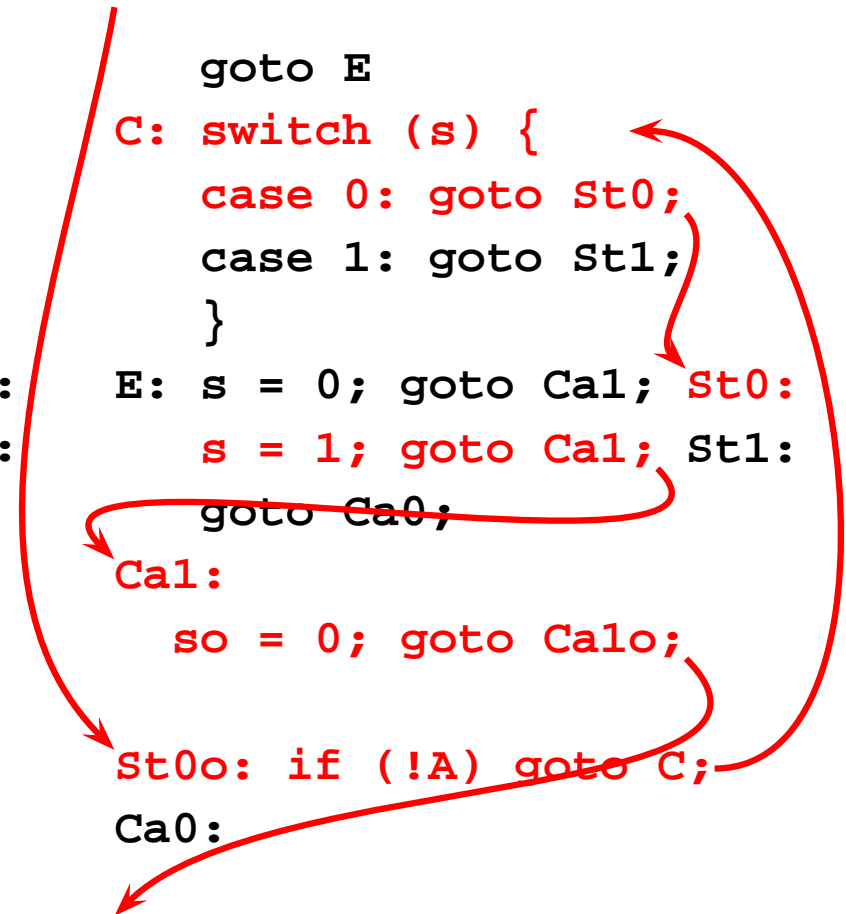 goto E
C: switch (s) {
case 0: goto St0;
case 1: goto St1;
}
: E: s = 0; goto Ca1; St0:
: s = 1; goto Ca1; St1:
goto Ca0;
Ca1:
so = 0; goto Ca1o;
St0o: if (!A) goto C;
Ca0: